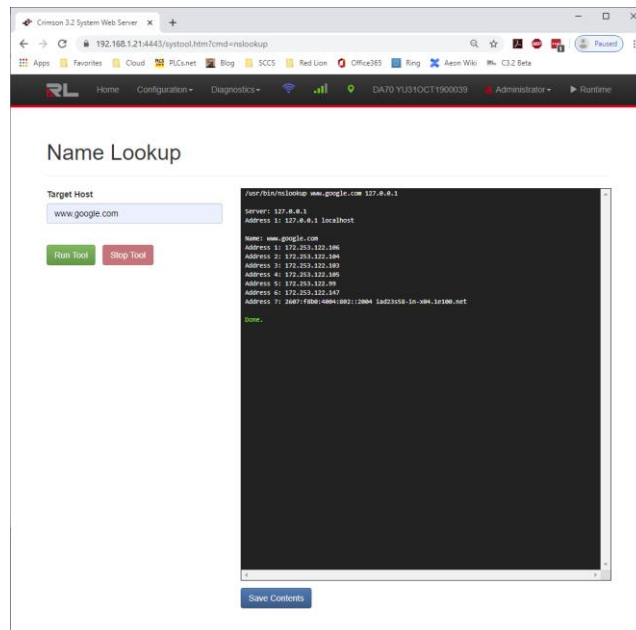 Crimson 3.2 System Web Server
192.168.1.21:4443/systool.htm?cmd=nslookup
Paused
Apps Favorites Cloud PLCs.net Blog SCCS Red Lion Office365 Ring Aeon Wiki C3.2 Beta
RL Home Configuration Diagnostics DA70 YU31OCT1900039 Administrator Runtime
Name Lookup
Target Host
www.google.com
Run Tool Stop Tool
/usr/bin/nslookup www.google.com 127.0.0.1
Server: 127.0.0.1
Address 1: 127.0.0.1 localhost
Name: www.google.com
Address 1: 172.253.122.106
Address 2: 172.253.122.104
Address 3: 172.253.122.103
Address 4: 172.253.122.105
Address 5: 172.253.122.99
Address 6: 172.253.122.147
Address 7: 2607:f8b0:4004:802::2004 iad23s58-in-x04.1e100.net
Done.
Save Contents